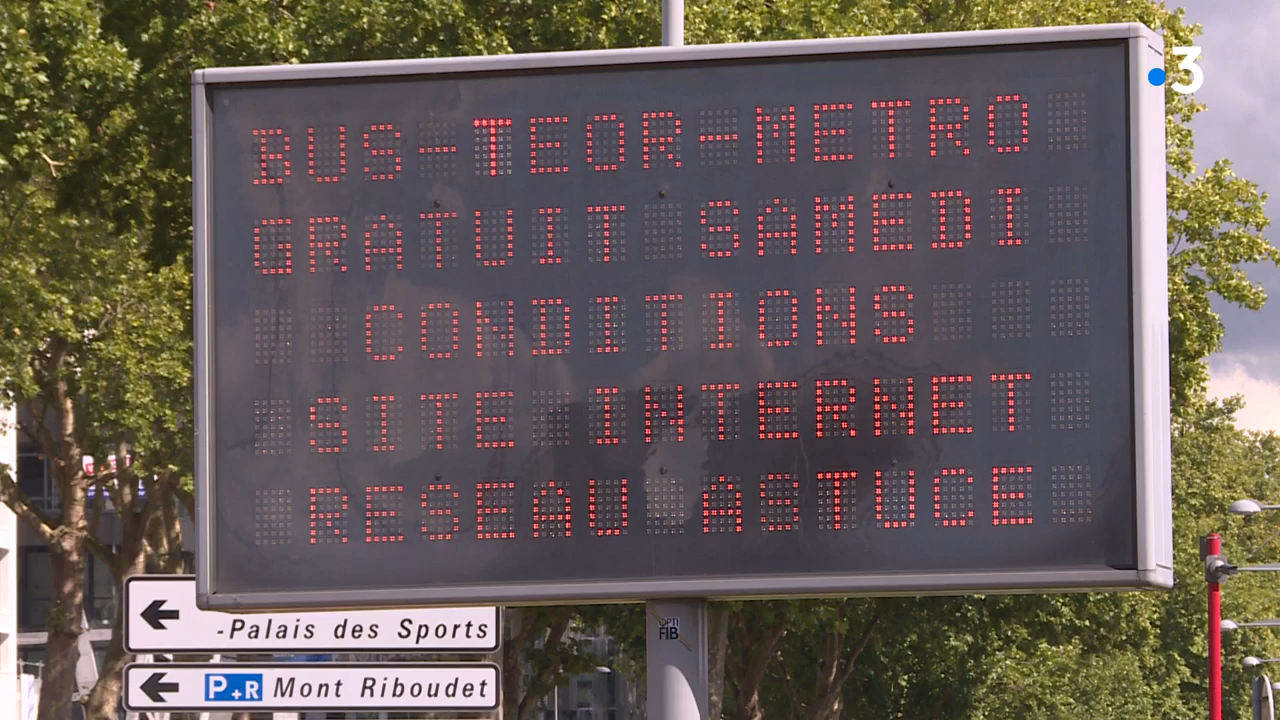 3
BUS-TEOR-METRO
GRATUIT SAMEDI
CONDITIONS
SITE INTERNET
RESEAU ASTUCE
-Palais des Sports
P+R Mont Riboudet
OPTI
FIB